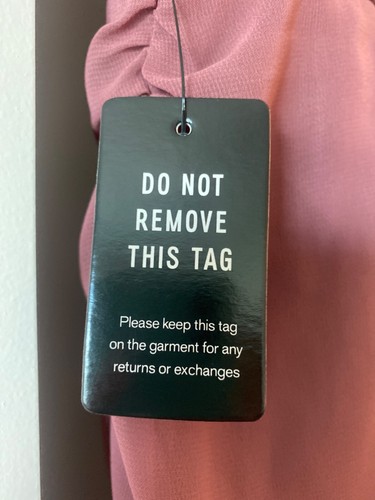 DO NOT
REMOVE
THIS TAG
Please keep this tag
on the garment for any
returns or exchanges